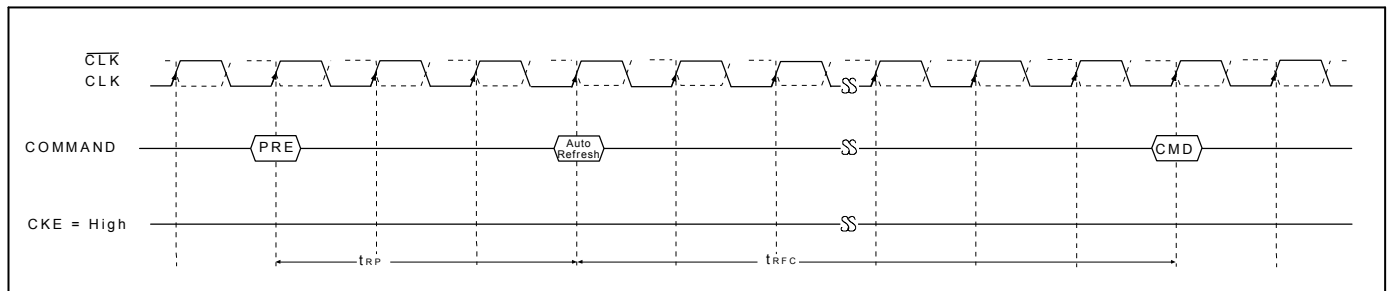 CLK
CLK
COMMAND
PRE
Auto
Refresh
CMD
CKE = High
tRP
tRFC